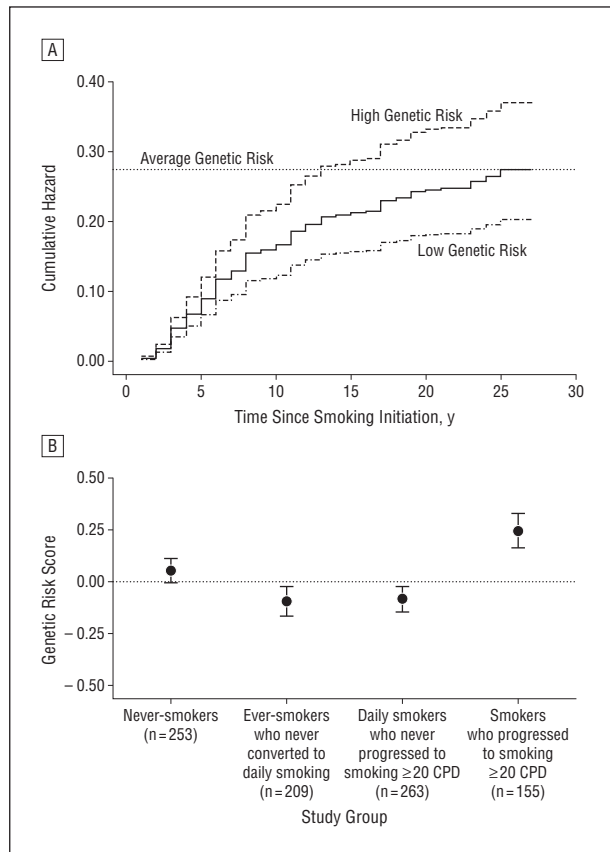 A
0.40
0.30
0.20
0.10
0.00
Cumulative Hazard
High Genetic Risk
Average Genetic Risk
Low Genetic Risk
0
5
10
15
20
25
30
Time Since Smoking Initiation, y
B
0.50
0.25
0.00
– 0.25
– 0.50
Genetic Risk Score
Never-smokers
(n = 253)
Ever-smokers
who never
converted to
daily smoking
(n = 209)
Daily smokers
who never
progressed to
smoking ≥20 CPD
(n = 263)
Smokers
who progressed
to smoking
≥20 CPD
(n = 155)
Study Group